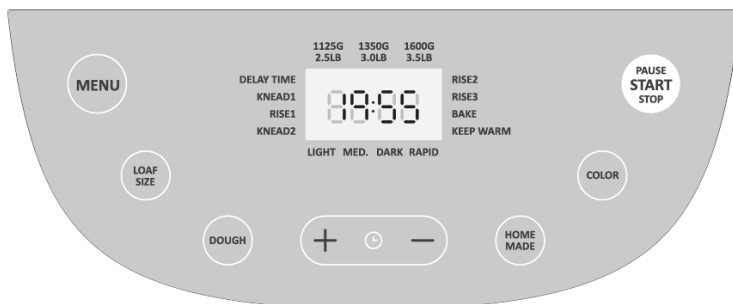 1125G 1350G 1600G
2.5LB 3.0LB 3.5LB
MENU
DELAY TIME
KNEAD1
RISE1
KNEAD2
19:55
RISE2
RISE3
BAKE
KEEP WARM
LIGHT MED. DARK RAPID
PAUSE
START
STOP
LOAF
SIZE
COLOR
DOUGH
+ −
HOME
MADE